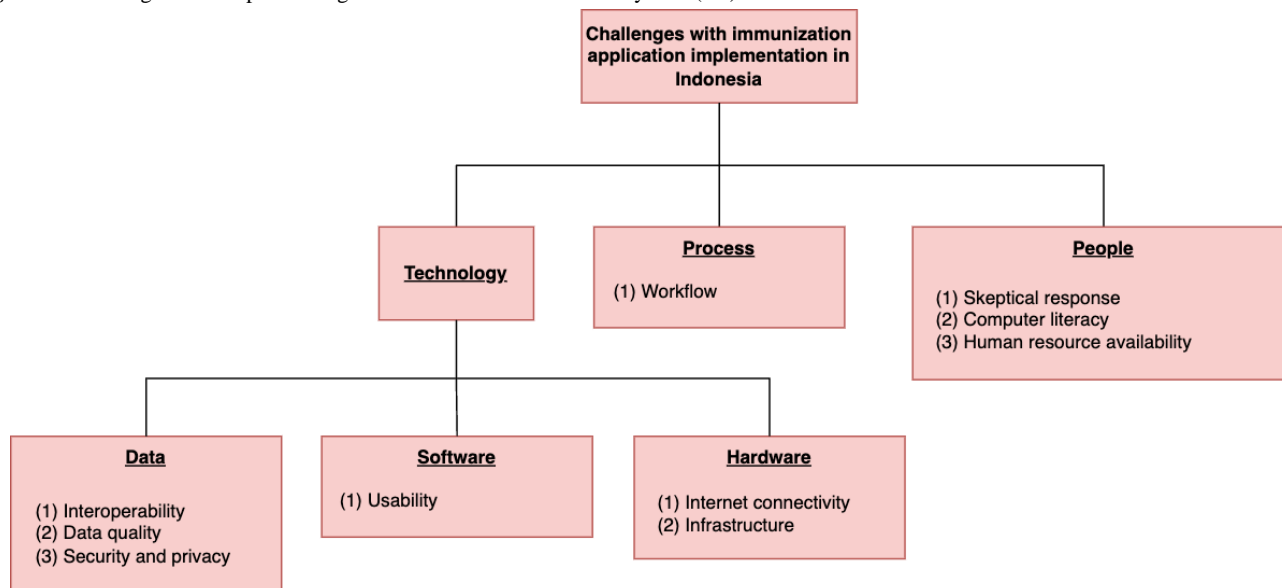 Challenges with immunization
application implementation in
Indonesia
Technology
Process
(1) Workflow
People
(1) Skeptical response
(2) Computer literacy
(3) Human resource availability
Data
(1) Interoperability
(2) Data quality
(3) Security and privacy
Software
(1) Usability
Hardware
(1) Internet connectivity
(2) Infrastructure